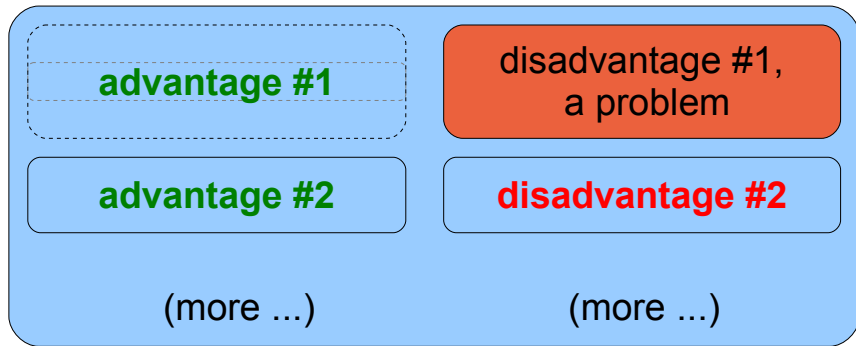 advantage #1
disadvantage #1,
a problem
advantage #2
disadvantage #2
(more ...)
(more ...)